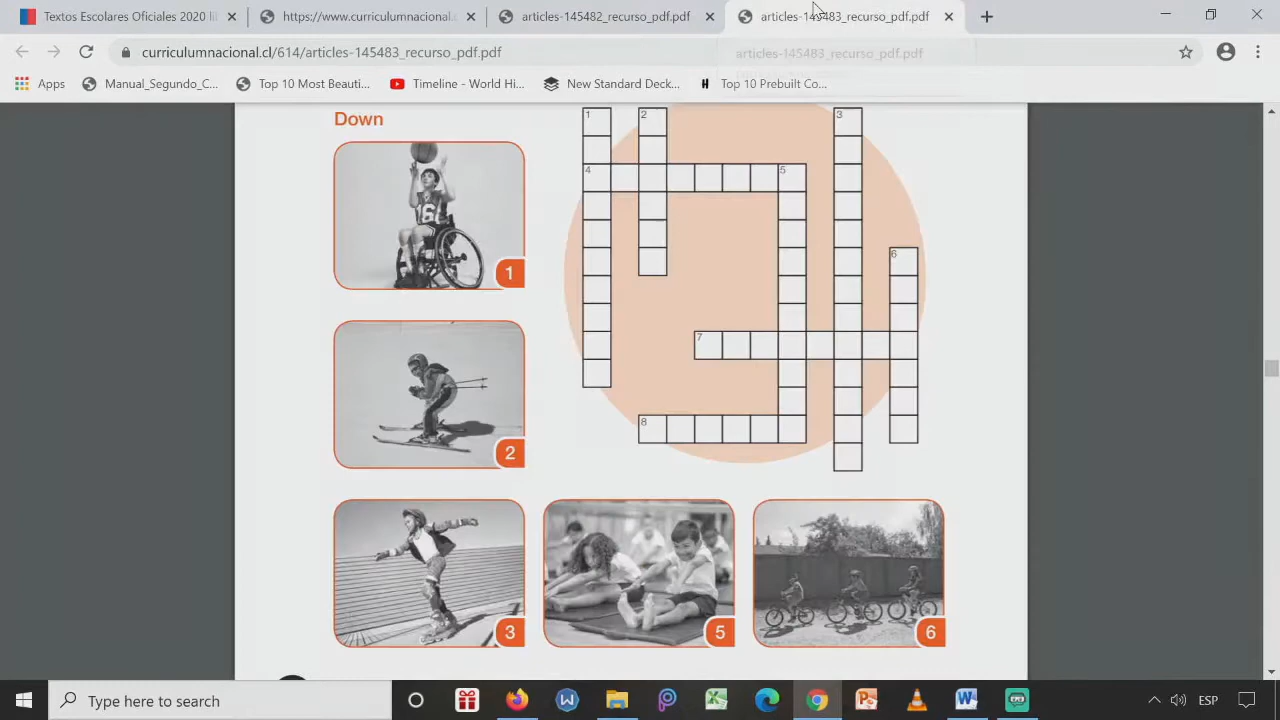 Textos Escolares Oficiales 2020 li
https://www.curriculumnacional.
articles-145482_recurso_pdf.pdf
articles-145483_recurso_pdf.pdf
curriculumnacional.cl/614/articles-145483_recurso_pdf.pdf
articles-145483_recurso_pdf.pdf
Apps
Manual_Segundo_C...
Top 10 Most Beauti...
Timeline - World Hi...
New Standard Deck...
Top 10 Prebuilt Co...
Down
1
2
3
4
5
6
7
8
16
1
2
3
5
6
Type here to search
ESP